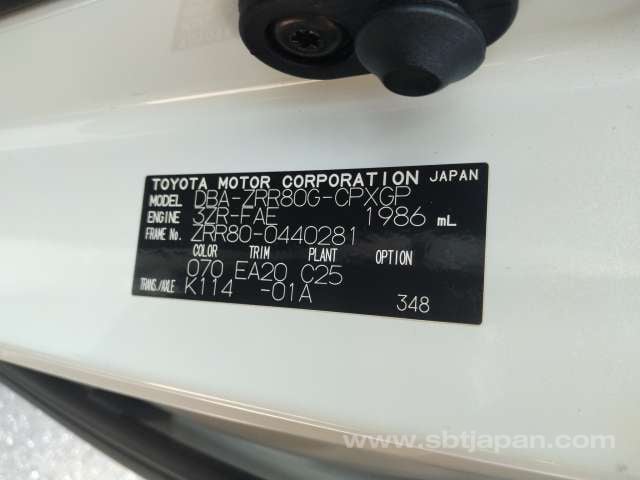 TOYOTA MOTOR CORPORATION JAPAN
MODEL DBA-ZRR80G-CPXGP
ENGINE 3ZR-FAE 1986 mL
FRAME No. ZRR80-0440281
COLOR TRIM PLANT OPTION
070 EA20 C25
TRANS./AXLE K114 -01A
348
www.sbtjapan.com